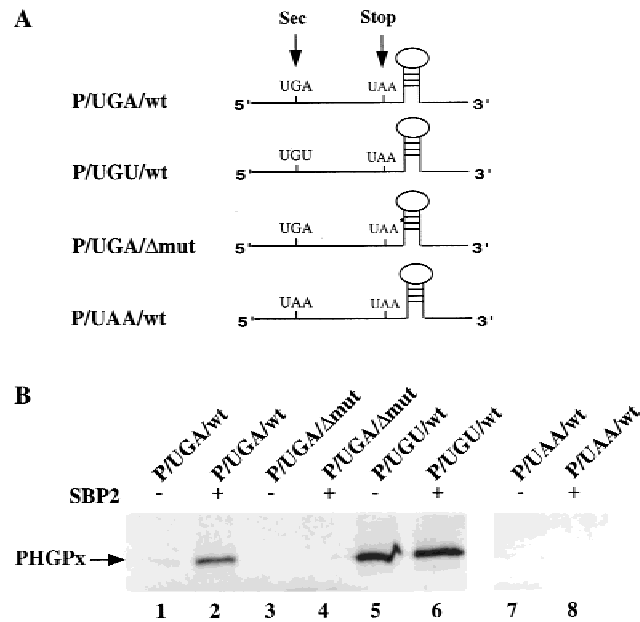 A
Sec Stop
P/UGA/wt 5' UGA UAA 3'
P/UGU/wt 5' UGU UAA 3'
P/UGA/Δmut 5' UGA UAA 3'
P/UAA/wt 5' UAA UAA 3'
B
P/UGA/wt P/UGA/wt P/UGA/Δmut P/UGA/Δmut P/UGU/wt P/UGU/wt P/UAA/wt P/UAA/wt
SBP2 - + - + - + - +
PHGPx
1 2 3 4 5 6 7 8